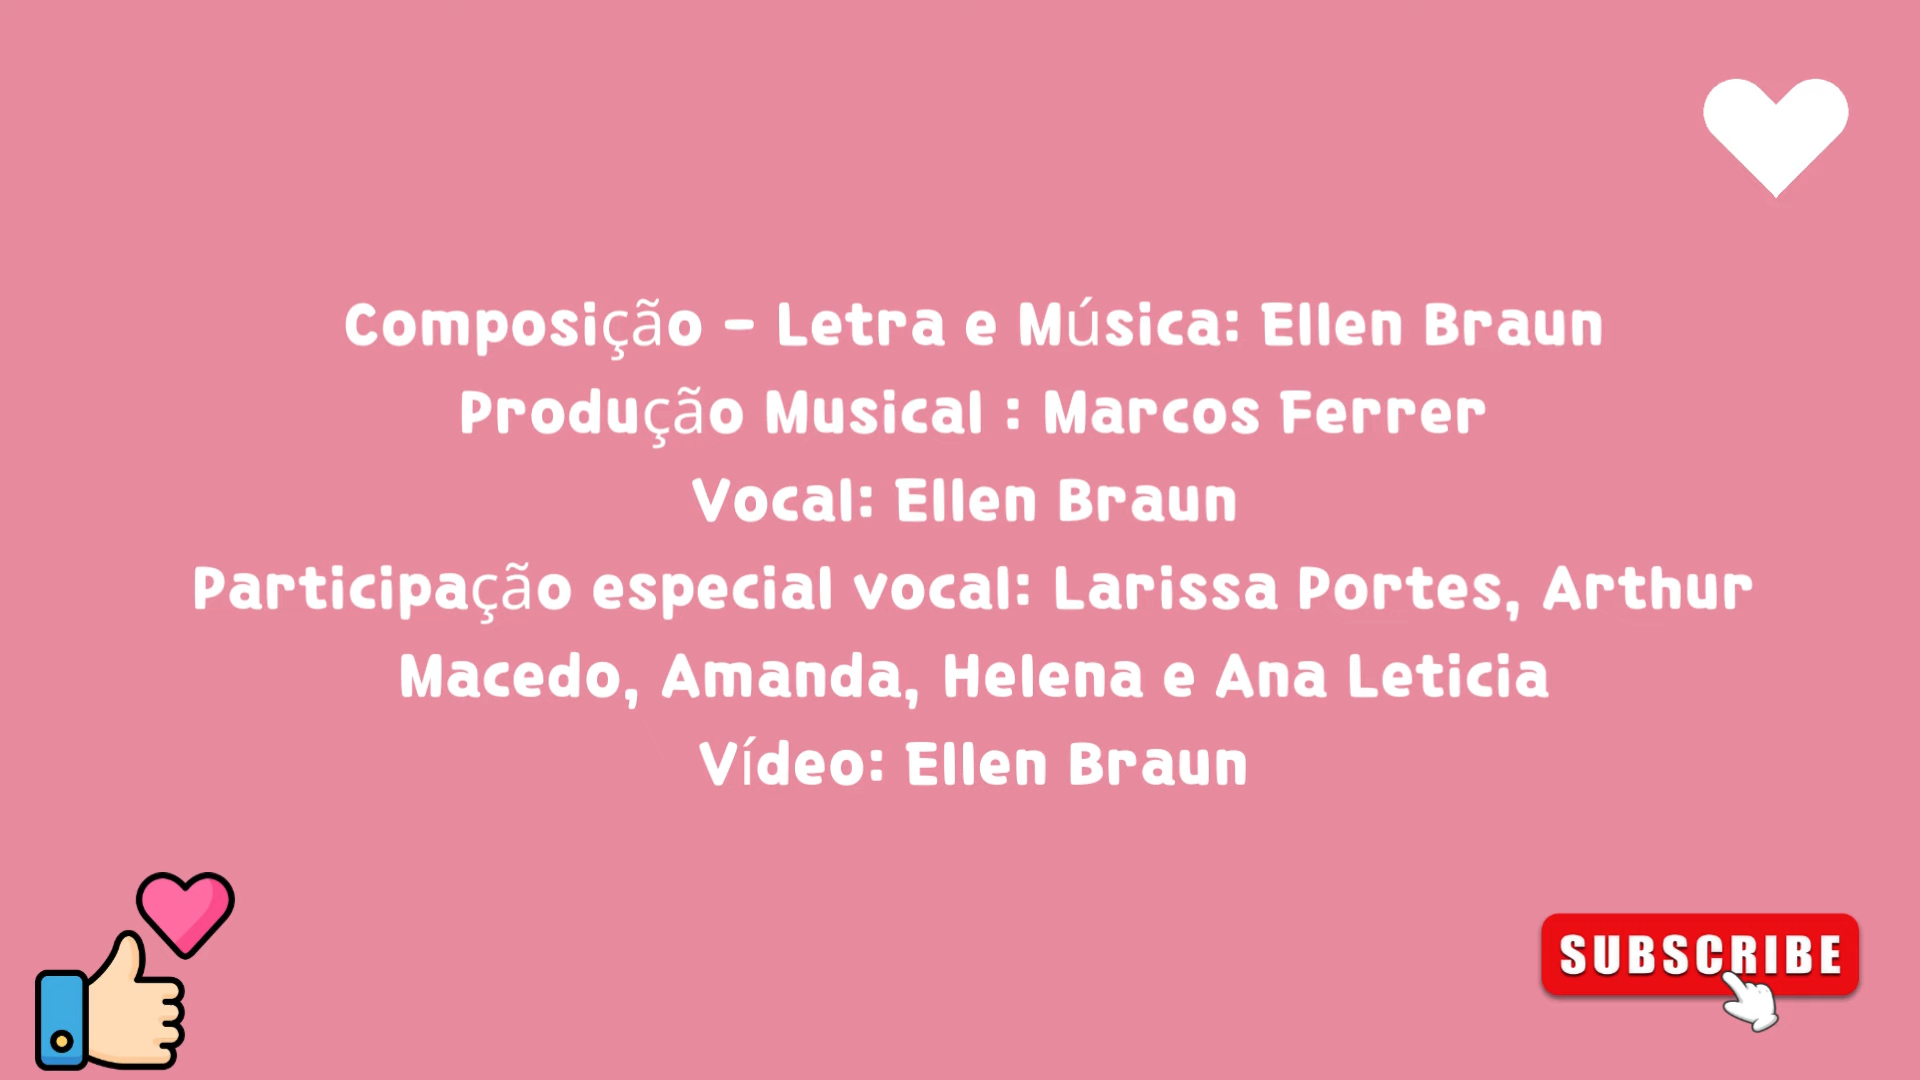 Composição - Letra e Música: Ellen Braun
Produção Musical : Marcos Ferrer
Vocal: Ellen Braun
Participação especial vocal: Larissa Portes, Arthur
Macedo, Amanda, Helena e Ana Leticia
Vídeo: Ellen Braun
SUBSCRIBE